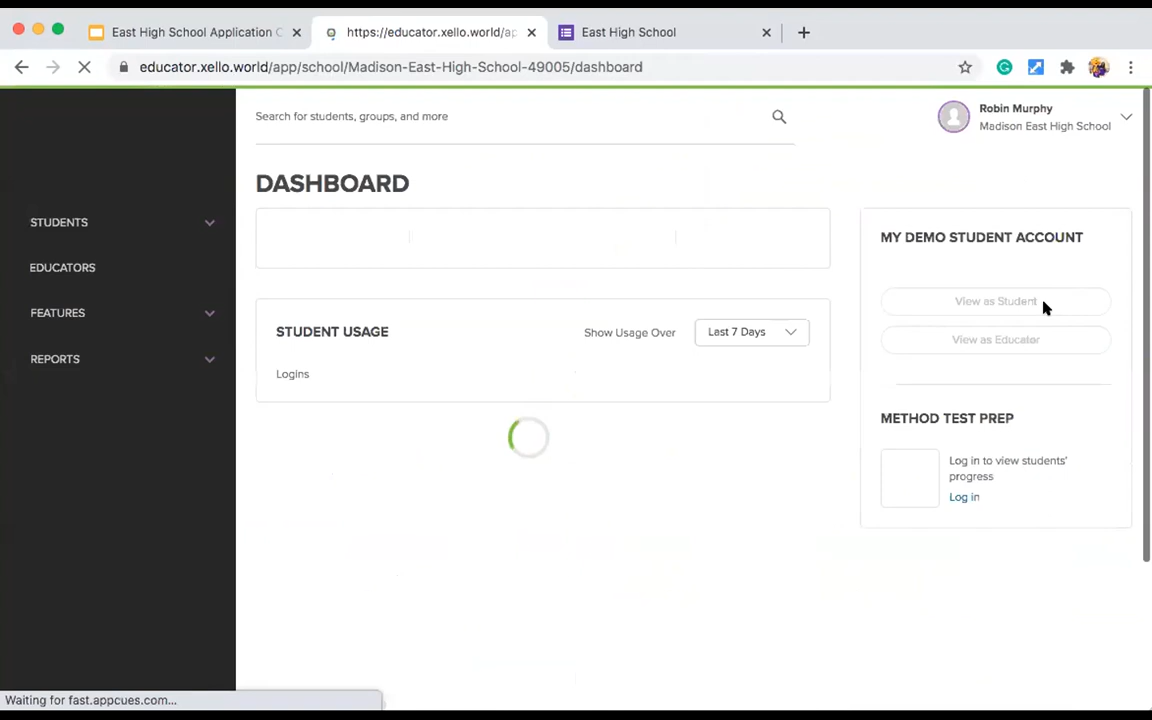 East High School Application C
https://educator.xello.world/ap
East High School
educator.xello.world/app/school/Madison-East-High-School-49005/dashboard
Search for students, groups, and more
Robin Murphy
Madison East High School
DASHBOARD
STUDENTS
EDUCATORS
FEATURES
REPORTS
STUDENT USAGE
Show Usage Over
Last 7 Days
Logins
MY DEMO STUDENT ACCOUNT
View as Student
View as Educator
METHOD TEST PREP
Log in to view students'
progress
Log in
Waiting for fast.appcues.com...